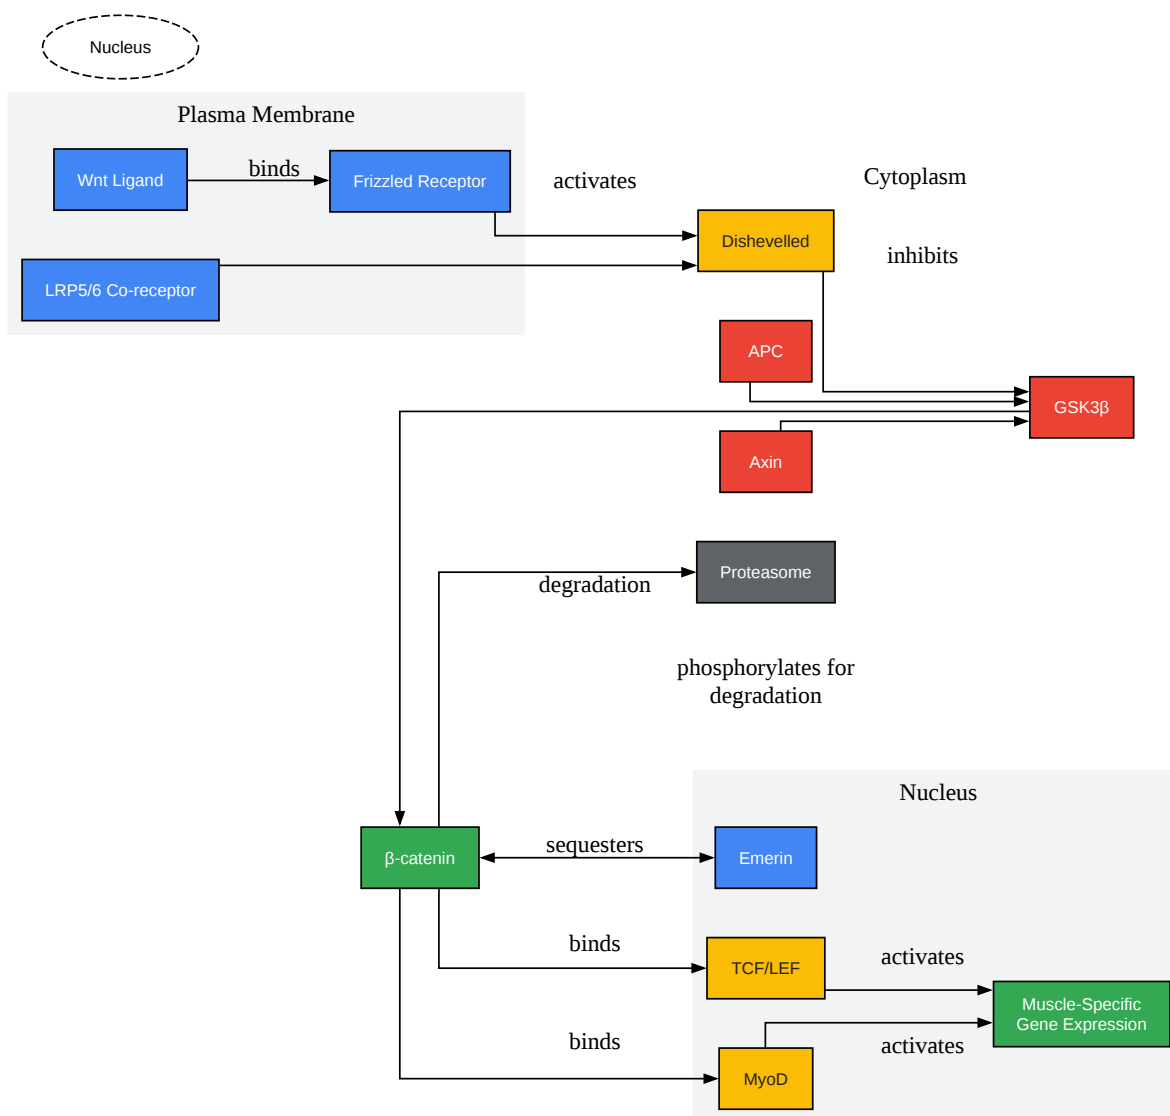 Nucleus
Plasma Membrane
Wnt Ligand
binds
Frizzled Receptor
activates
Cytoplasm
Dishevelled
inhibits
LRP5/6 Co-receptor
APC
GSK3β
Axin
Proteasome
degradation
phosphorylates for
degradation
Nucleus
β-catenin
sequesters
Emerin
binds
TCF/LEF
activates
Muscle-Specific
Gene Expression
binds
activates
MyoD